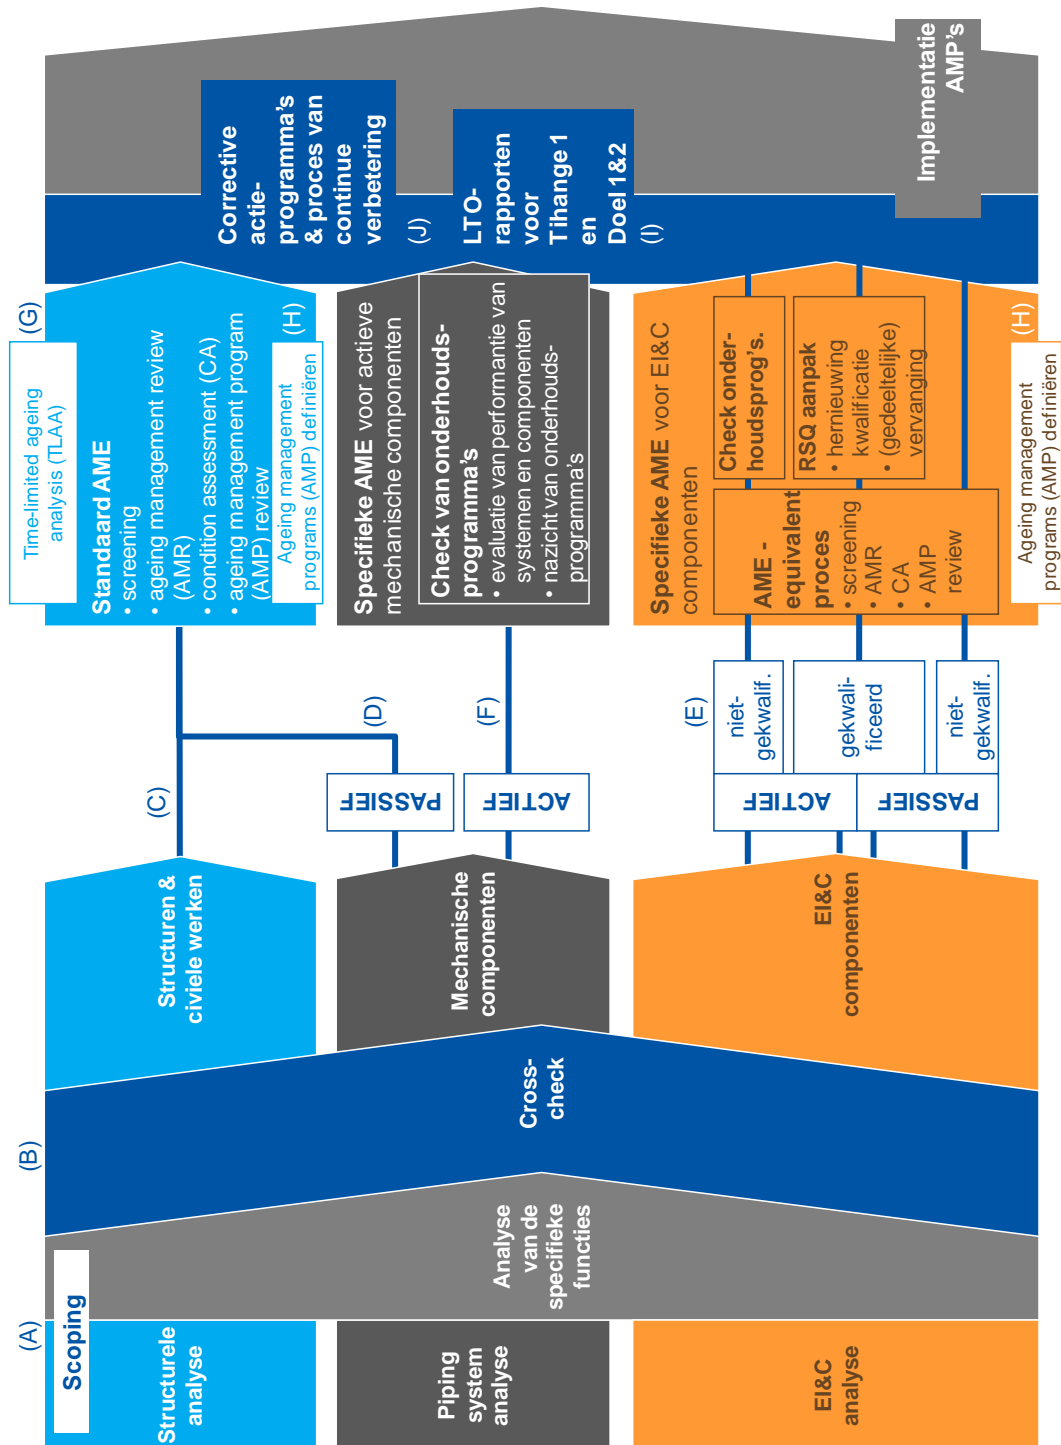 (A)
Scoping
Structurele
analyse
Piping
system
analyse
EI&C
analyse
Analyse
van de
specifieke
functies
(B)
Cross-
check
Structuren &
civiele werken
Mechanische
componenten
EI&C
componenten
(C)
(D)
PASSIEF
(F)
ACTIEF
(E)
ACTIEF
PASSIEF
niet-
gekwalif.
gekwali-
ficeerd
niet-
gekwalif.
(G)
Time-limited ageing
analysis (TLAA)
Standaard AME
• screening
• ageing management review
(AMR)
• condition assessment (CA)
• ageing management program
(AMP) review
(H)
Ageing management
programs (AMP) definiëren
Specifieke AME voor actieve
mechanische componenten
Check van onderhouds-
programma's
• evaluatie van performantie van
systemen en componenten
• nazicht van onderhouds-
programma's
Specifieke AME voor EI&C
componenten
AME -
equivalent
proces
• screening
• AMR
• CA
• AMP
review
Check onder-
houdsprog's.
RSQ aanpak
• hernieuwing
kwalificatie
• (gedeeltelijke)
vervanging
(H)
Ageing management
programs (AMP) definiëren
Corrective
actie-
programma's
& proces van
continue
verbetering
(J)
LTO-
rapporten
voor
Tihange 1
en
Doel 1&2
(I)
Implementatie
AMP's